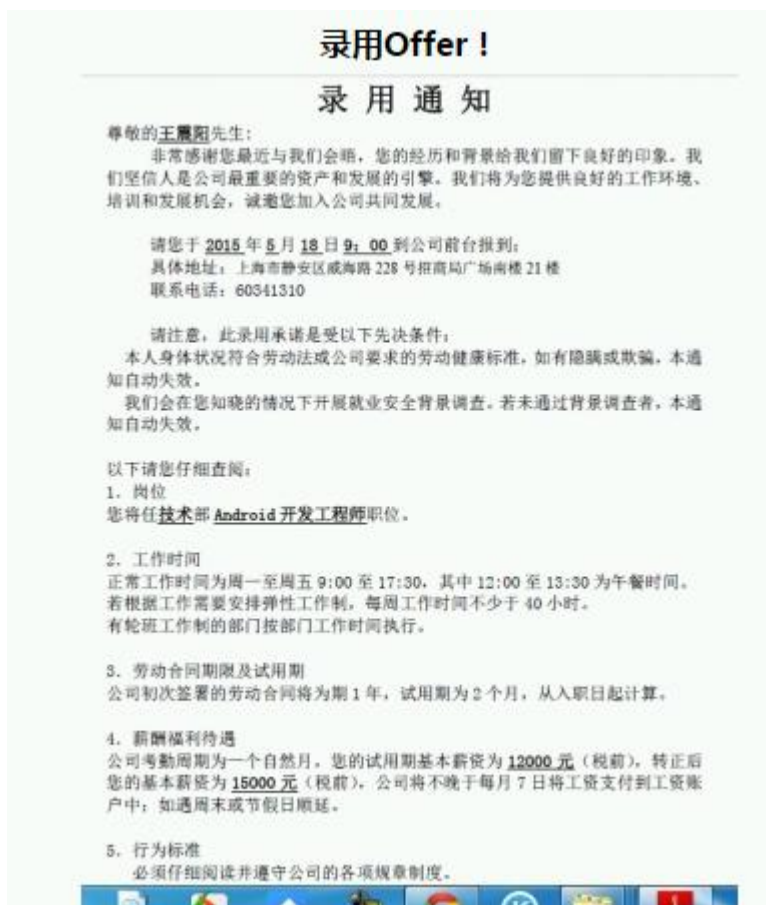 录用Offer！
录 用 通 知
尊敬的王震阳先生：
非常感谢您最近与我们会晤，您的经历和背景给我们留下良好的印象。我
们坚信人是公司最重要的资产和发展的引擎。我们将为您提供良好的工作环境、
培训和发展机会，诚邀您加入公司共同发展。
请您于 2015 年 5 月 18 日 9：00 到公司前台报到：
具体地址：上海市静安区威海路 228 号招商局广场南楼 21 楼
联系电话：60341310
请注意，此录用承诺是受以下先决条件：
本人身体状况符合劳动法或公司要求的劳动健康标准，如有隐瞒或欺骗，本通
知自动失效。
我们会在您知晓的情况下开展就业安全背景调查。若未通过背景调查者，本通
知自动失效。
以下请您仔细查阅：
1. 岗位
您将任技术部 Android 开发工程师职位。
2. 工作时间
正常工作时间为周一至周五 9:00 至 17:30，其中 12:00 至 13:30 为午餐时间。
若根据工作需要安排弹性工作制，每周工作时间不少于 40 小时。
有轮班工作制的部门按部门工作时间执行。
3. 劳动合同期限及试用期
公司初次签署的劳动合同将为期 1 年，试用期为 2 个月，从入职日起计算。
4. 薪酬福利待遇
公司考勤周期为一个自然月。您的试用期基本薪资为 12000 元（税前），转正后
您的基本薪资为 15000 元（税前），公司将不晚于每月 7 日将工资支付到工资账
户中；如遇周末或节假日顺延。
5. 行为标准
必须仔细阅读并遵守公司的各项规章制度。